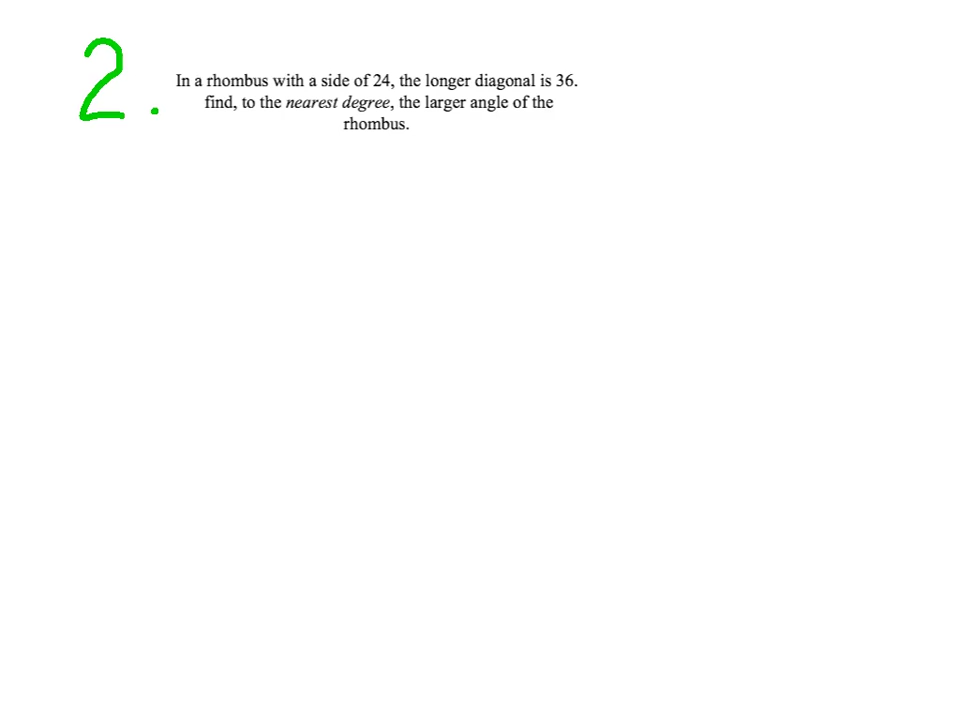 2.
In a rhombus with a side of 24, the longer diagonal is 36.
find, to the nearest degree, the larger angle of the
rhombus.